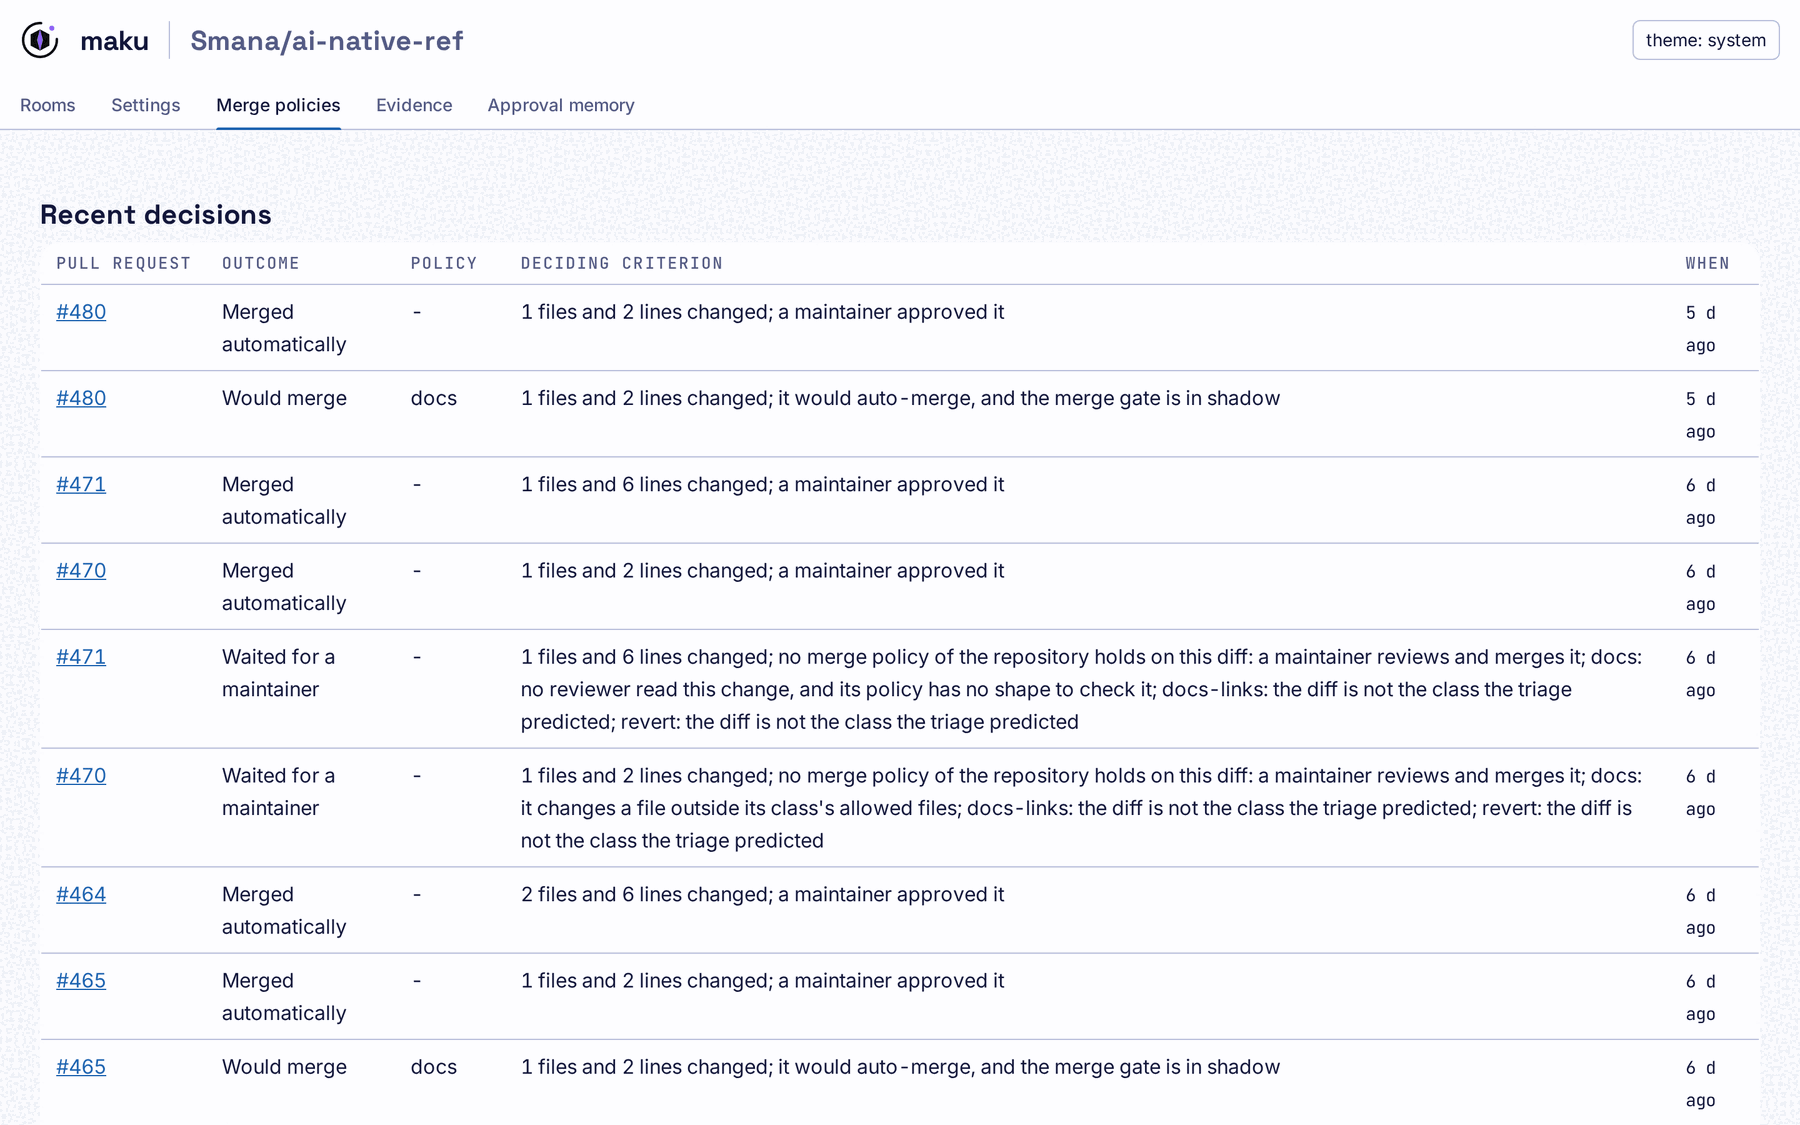 maku Smana/ai-native-ref theme: system
Rooms Settings Merge policies Evidence Approval memory
Recent decisions
PULL REQUEST OUTCOME POLICY DECIDING CRITERION WHEN
#480 Merged - 1 files and 2 lines changed; a maintainer approved it 5 d
automatically ago
#480 Would merge docs 1 files and 2 lines changed; it would auto-merge, and the merge gate is in shadow 5 d
ago
#471 Merged - 1 files and 6 lines changed; a maintainer approved it 6 d
automatically ago
#470 Merged - 1 files and 2 lines changed; a maintainer approved it 6 d
automatically ago
#471 Waited for a - 1 files and 6 lines changed; no merge policy of the repository holds on this diff: a maintainer reviews and merges it; docs: 6 d
maintainer no reviewer read this change, and its policy has no shape to check it; docs-links: the diff is not the class the triage ago
predicted; revert: the diff is not the class the triage predicted
#470 Waited for a - 1 files and 2 lines changed; no merge policy of the repository holds on this diff: a maintainer reviews and merges it; docs: 6 d
maintainer it changes a file outside its class's allowed files; docs-links: the diff is not the class the triage predicted; revert: the diff is ago
not the class the triage predicted
#464 Merged - 2 files and 6 lines changed; a maintainer approved it 6 d
automatically ago
#465 Merged - 1 files and 2 lines changed; a maintainer approved it 6 d
automatically ago
#465 Would merge docs 1 files and 2 lines changed; it would auto-merge, and the merge gate is in shadow 6 d
ago